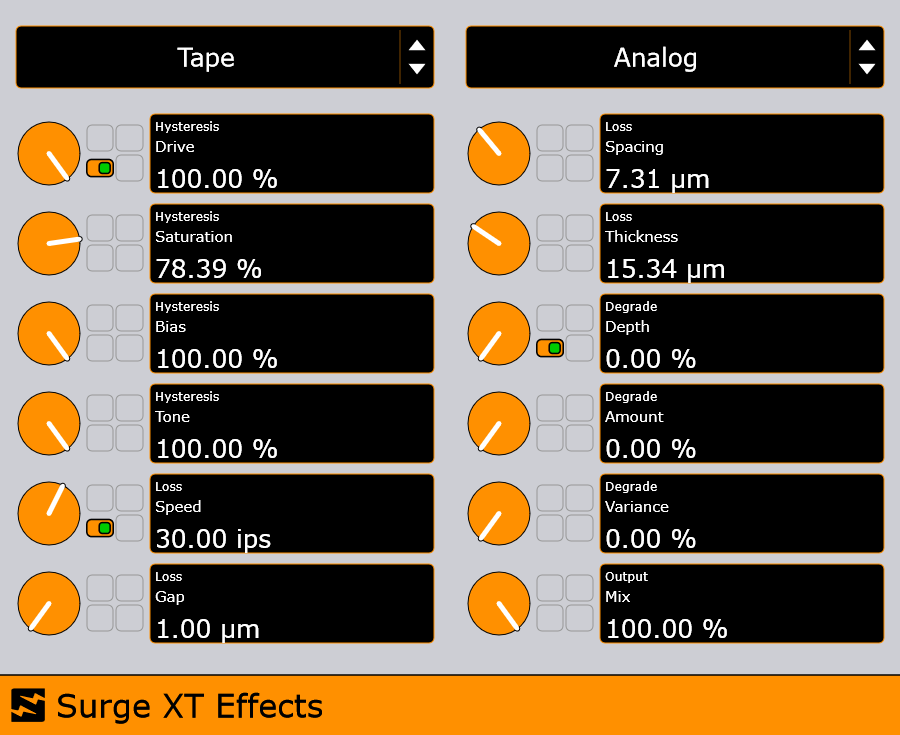 Tape
Analog
Hysteresis
Drive
100.00 %
Hysteresis
Saturation
78.39 %
Hysteresis
Bias
100.00 %
Hysteresis
Tone
100.00 %
Loss
Speed
30.00 ips
Loss
Gap
1.00 µm
Loss
Spacing
7.31 µm
Loss
Thickness
15.34 µm
Degrade
Depth
0.00 %
Degrade
Amount
0.00 %
Degrade
Variance
0.00 %
Output
Mix
100.00 %
Surge XT Effects